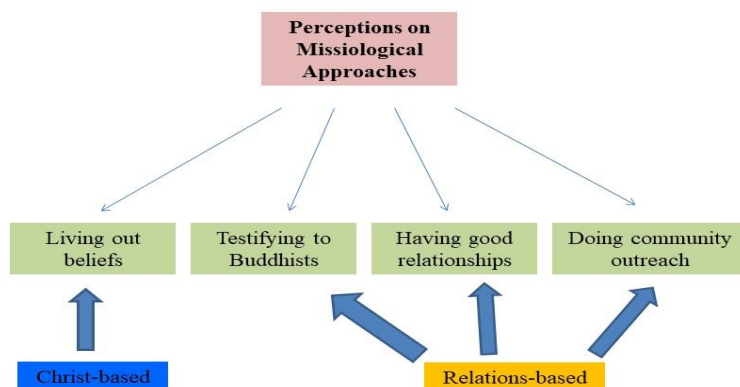 Perceptions on
Missiological
Approaches
Living out
beliefs
Testifying to
Buddhists
Having good
relationships
Doing community
outreach
Christ-based
Relations-based